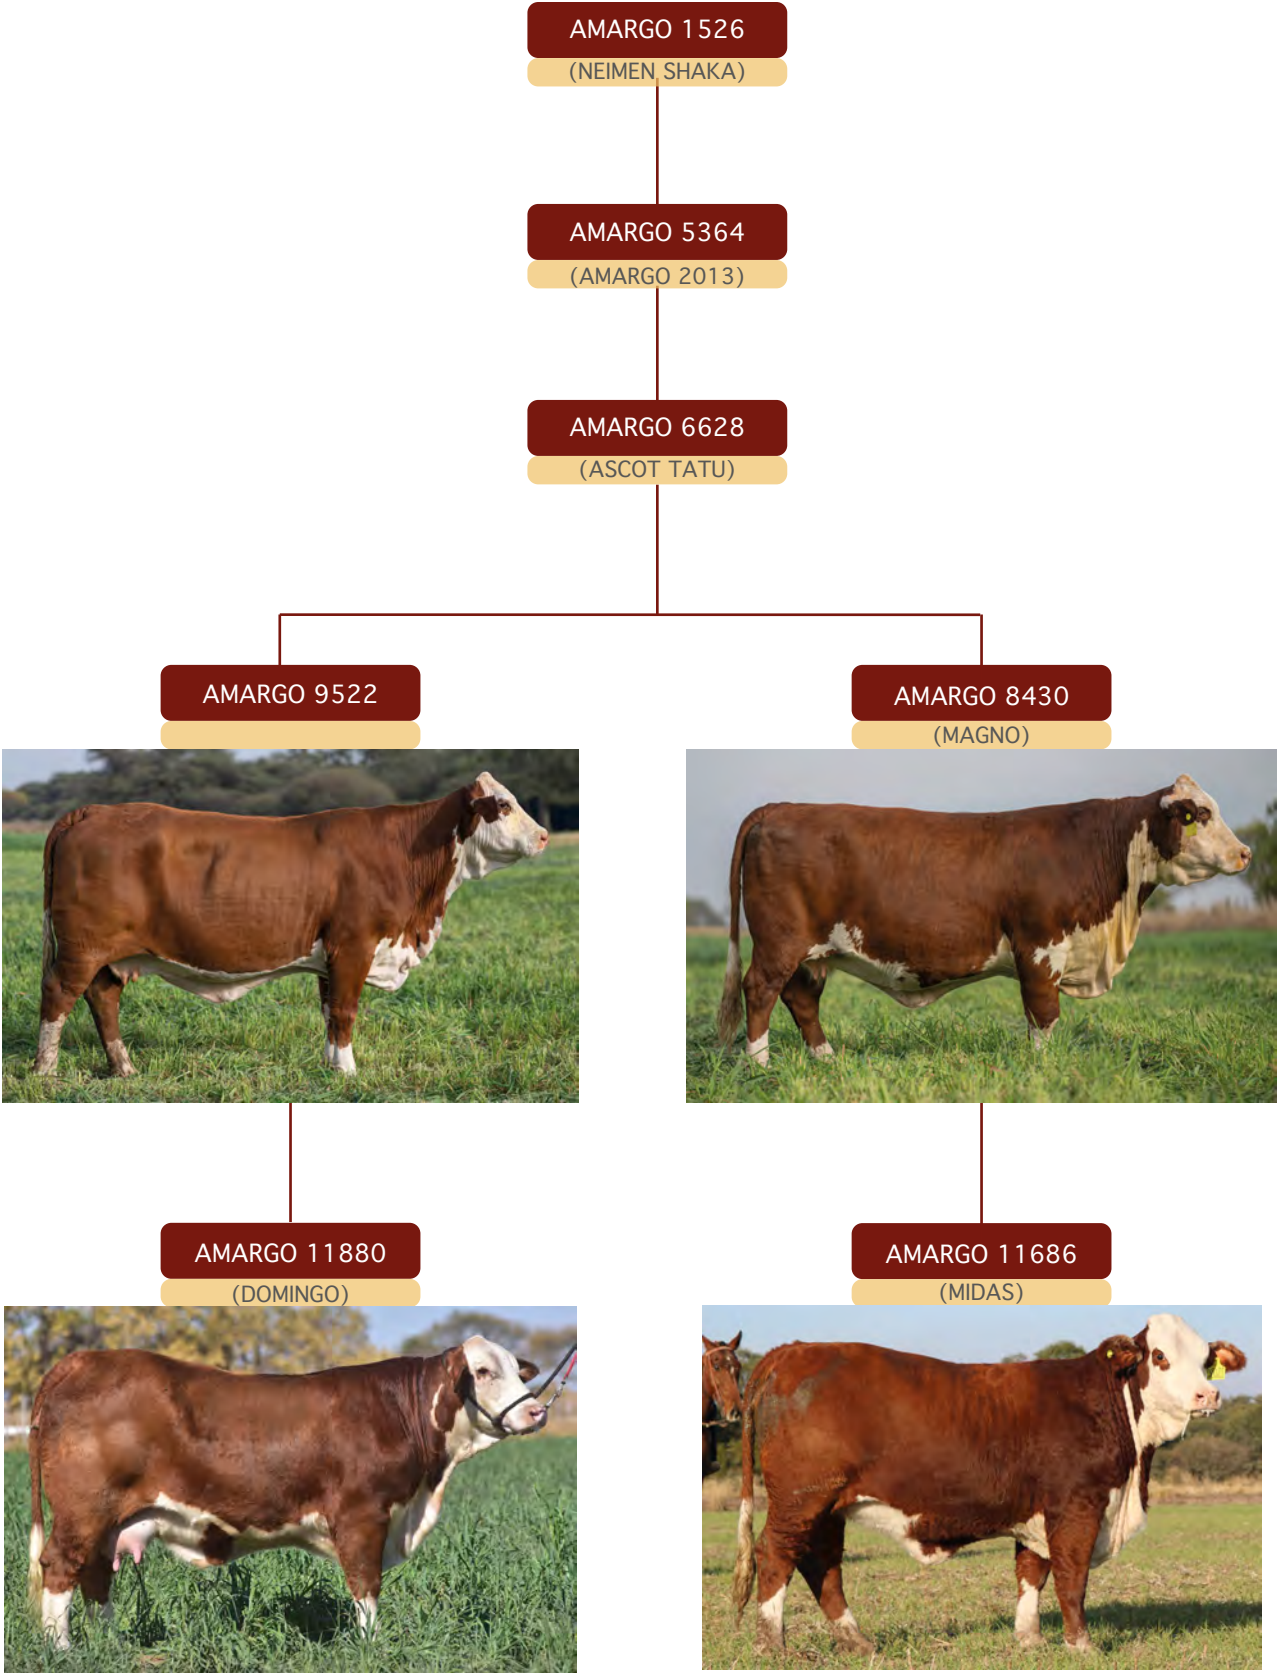 AMARGO 1526
(NEIMEN SHAKA)
AMARGO 5364
(AMARGO 2013)
AMARGO 6628
(ASCOT TATU)
AMARGO 9522
AMARGO 8430
(MAGNO)
AMARGO 11880
(DOMINGO)
AMARGO 11686
(MIDAS)